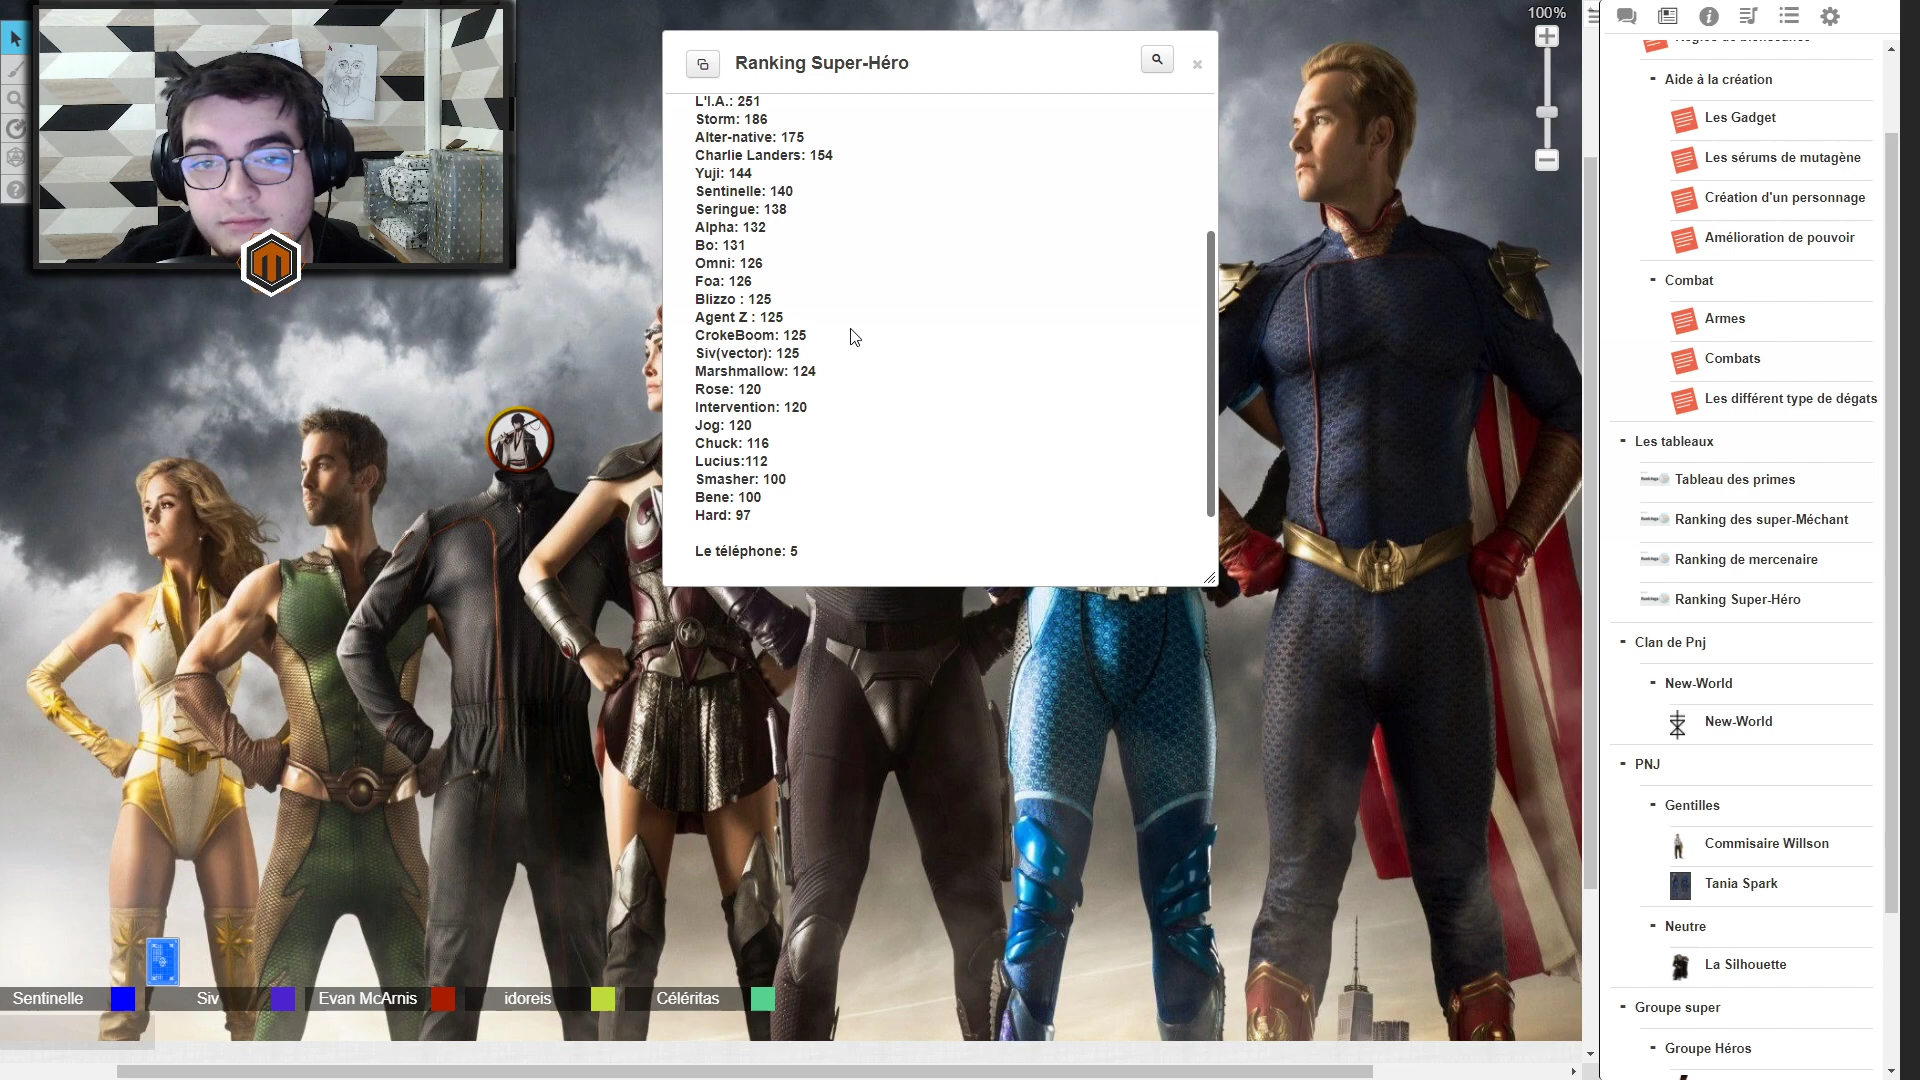 100%
Ranking Super-Héro
L'I.A.: 251
Storm: 186
Alter-native: 175
Charlie Landers: 154
Yuji: 144
Sentinelle: 140
Seringue: 138
Alpha: 132
Bo: 131
Omni: 126
Foa: 126
Blizzo : 125
Agent Z : 125
CrokeBoom: 125
Siv(vector): 125
Marshmallow: 124
Rose: 120
Intervention: 120
Jog: 120
Chuck: 116
Lucius:112
Smasher: 100
Bene: 100
Hard: 97
Le téléphone: 5
Aide à la création
Les Gadget
Les sérums de mutagène
Création d'un personnage
Amélioration de pouvoir
Combat
Armes
Combats
Les différent type de dégats
Les tableaux
Tableau des primes
Ranking des super-Méchant
Ranking de mercenaire
Ranking Super-Héro
Clan de Pnj
New-World
New-World
PNJ
Gentilles
Commisaire Willson
Tania Spark
Neutre
La Silhouette
Groupe super
Groupe Héros
Sentinelle
Siv
Evan McArnis
idoreis
Céléritas